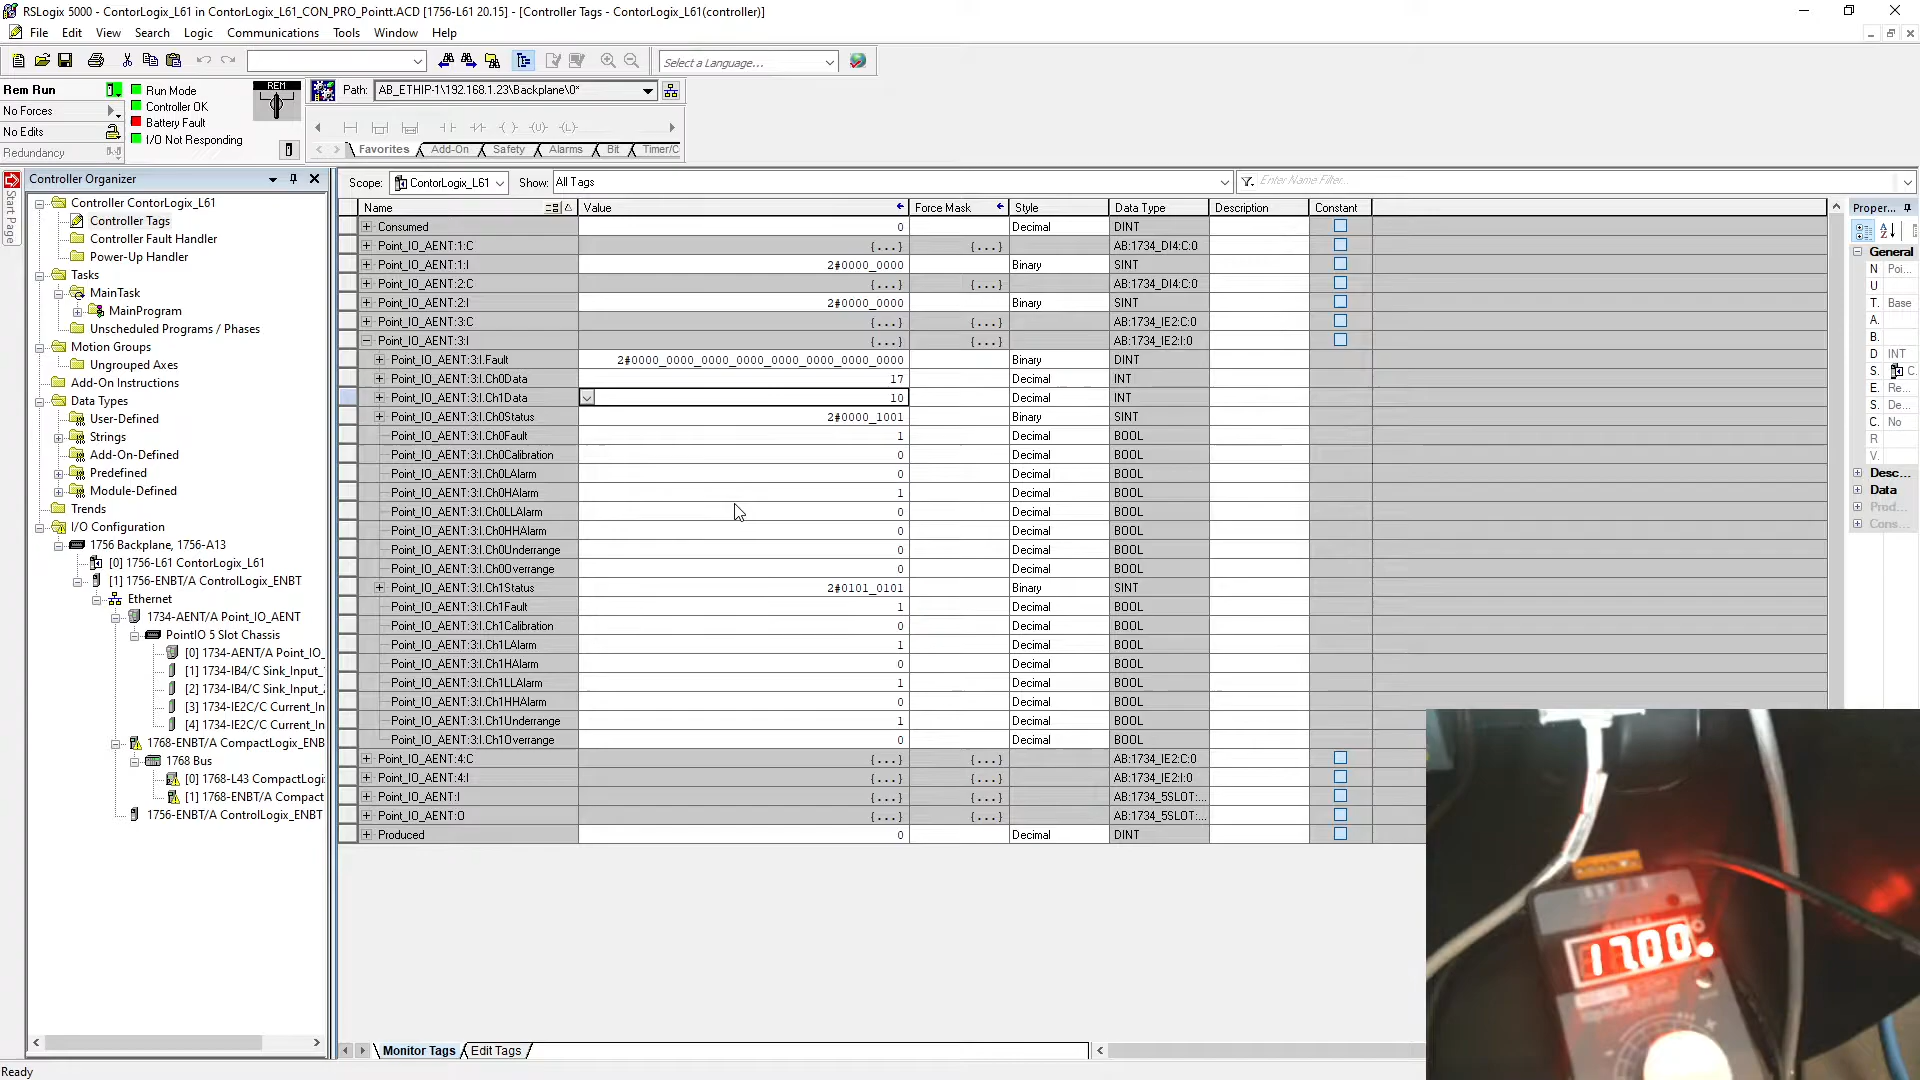 RSLogix 5000 - ContorLogix_L61 in ContorLogix_L61_CON_PRO_Pointt.ACD [1756-L61 20.15] - [Controller Tags - ContorLogix_L61(controller)]
File Edit View Search Logic Communications Tools Window Help
Select a Language...
Rem Run
No Forces
No Edits
Redundancy
Run Mode
Controller OK
Battery Fault
I/O Not Responding
REM
Path: AB_ETHIP-1\192.168.1.23\Backplane\0*
Favorites Add-On Safety Alarms Bit Timer/C
Start Page
Controller Organizer
Controller ContorLogix_L61
Controller Tags
Controller Fault Handler
Power-Up Handler
Tasks
MainTask
MainProgram
Unscheduled Programs / Phases
Motion Groups
Ungrouped Axes
Add-On Instructions
Data Types
User-Defined
Strings
Add-On-Defined
Predefined
Module-Defined
Trends
I/O Configuration
1756 Backplane, 1756-A13
[0] 1756-L61 ContorLogix_L61
[1] 1756-ENBT/A ControlLogix_ENBT
Ethernet
1734-AENT/A Point_IO_AENT
PointIO 5 Slot Chassis
[0] 1734-AENT/A Point_IO_
[1] 1734-IB4/C Sink_Input_
[2] 1734-IB4/C Sink_Input_
[3] 1734-IE2C/C Current_In
[4] 1734-IE2C/C Current_In
1768-ENBT/A CompactLogix_ENB
1768 Bus
[0] 1768-L43 CompactLogi
[1] 1768-ENBT/A Compact
1756-ENBT/A ControlLogix_ENBT
Scope: ContorLogix_L61 Show: All Tags Enter Name Filter...
Name Value Force Mask Style Data Type Description Constant
Consumed 0 Decimal DINT
Point_IO_AENT:1:C {...} {...} AB:1734_DI4:C:0
Point_IO_AENT:1:I 2#0000_0000 Binary SINT
Point_IO_AENT:2:C {...} {...} AB:1734_DI4:C:0
Point_IO_AENT:2:I 2#0000_0000 Binary SINT
Point_IO_AENT:3:C {...} {...} AB:1734_IE2:C:0
Point_IO_AENT:3:I {...} {...} AB:1734_IE2:I:0
Point_IO_AENT:3:I.Fault 2#0000_0000_0000_0000_0000_0000_0000_0000 Binary DINT
Point_IO_AENT:3:I.Ch0Data 17 Decimal INT
Point_IO_AENT:3:I.Ch1Data 10 Decimal INT
Point_IO_AENT:3:I.Ch0Status 2#0000_1001 Binary SINT
Point_IO_AENT:3:I.Ch0Fault 1 Decimal BOOL
Point_IO_AENT:3:I.Ch0Calibration 0 Decimal BOOL
Point_IO_AENT:3:I.Ch0LAlarm 0 Decimal BOOL
Point_IO_AENT:3:I.Ch0HAlarm 1 Decimal BOOL
Point_IO_AENT:3:I.Ch0LLAlarm 0 Decimal BOOL
Point_IO_AENT:3:I.Ch0HHAlarm 0 Decimal BOOL
Point_IO_AENT:3:I.Ch0Underrange 0 Decimal BOOL
Point_IO_AENT:3:I.Ch0Overrange 0 Decimal BOOL
Point_IO_AENT:3:I.Ch1Status 2#0101_0101 Binary SINT
Point_IO_AENT:3:I.Ch1Fault 1 Decimal BOOL
Point_IO_AENT:3:I.Ch1Calibration 0 Decimal BOOL
Point_IO_AENT:3:I.Ch1LAlarm 1 Decimal BOOL
Point_IO_AENT:3:I.Ch1HAlarm 0 Decimal BOOL
Point_IO_AENT:3:I.Ch1LLAlarm 1 Decimal BOOL
Point_IO_AENT:3:I.Ch1HHAlarm 0 Decimal BOOL
Point_IO_AENT:3:I.Ch1Underrange 1 Decimal BOOL
Point_IO_AENT:3:I.Ch1Overrange 0 Decimal BOOL
Point_IO_AENT:4:C {...} {...} AB:1734_IE2:C:0
Point_IO_AENT:4:I {...} {...} AB:1734_IE2:I:0
Point_IO_AENT:I {...} {...} AB:1734_5SLOT:...
Point_IO_AENT:O {...} {...} AB:1734_5SLOT:...
Produced 0 Decimal DINT
Monitor Tags Edit Tags
Proper...
General
N Poi...
U
T. Base
A.
B.
D INT
S. C.
E. Re...
S. De...
C. No
R
V.
Desc...
Data
Prod...
Cons...
17.00
Ready